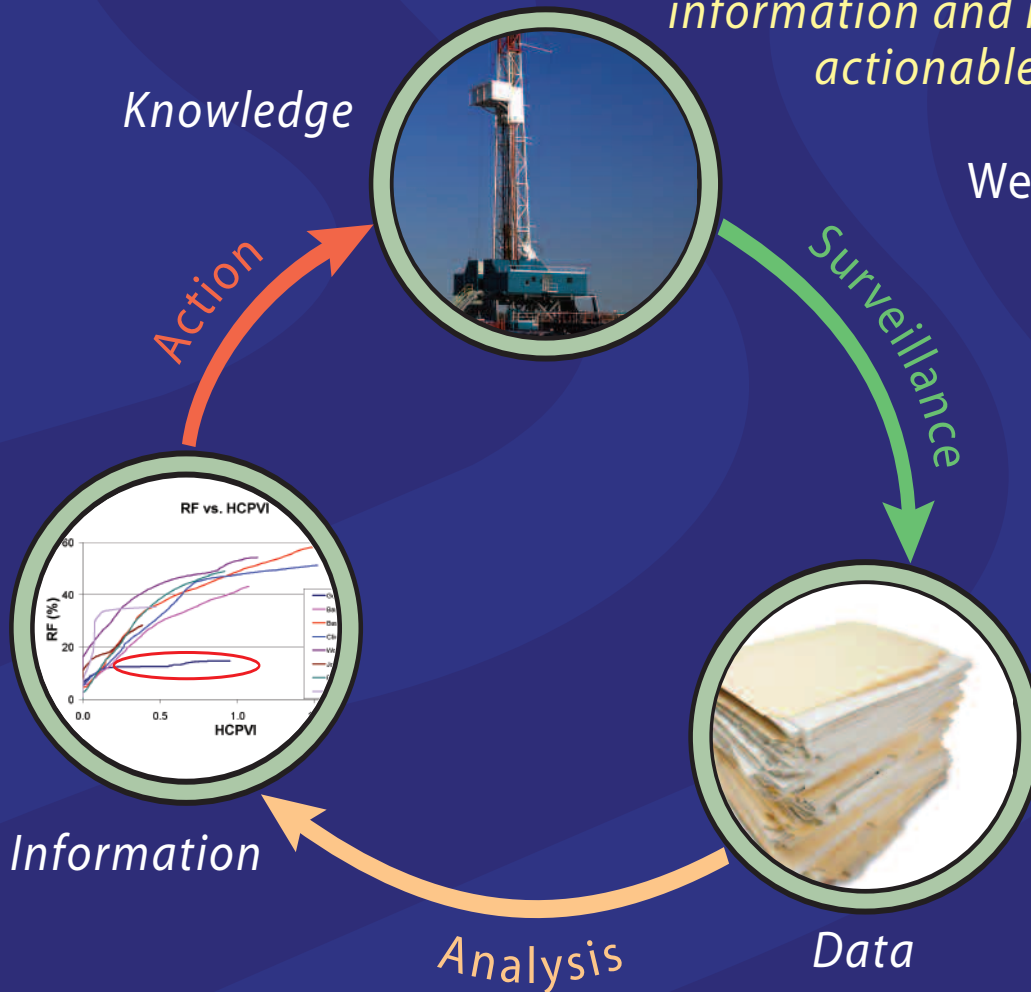 information and
actionable
Knowledge
We
Action
Surveillance
RF vs. HCPVI
60
40
20
0
RF (%)
0.0
0.5
1.0
HCPVI
Information
Analysis
Data